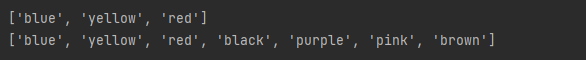 ['blue', 'yellow', 'red']
['blue', 'yellow', 'red', 'black', 'purple', 'pink', 'brown']